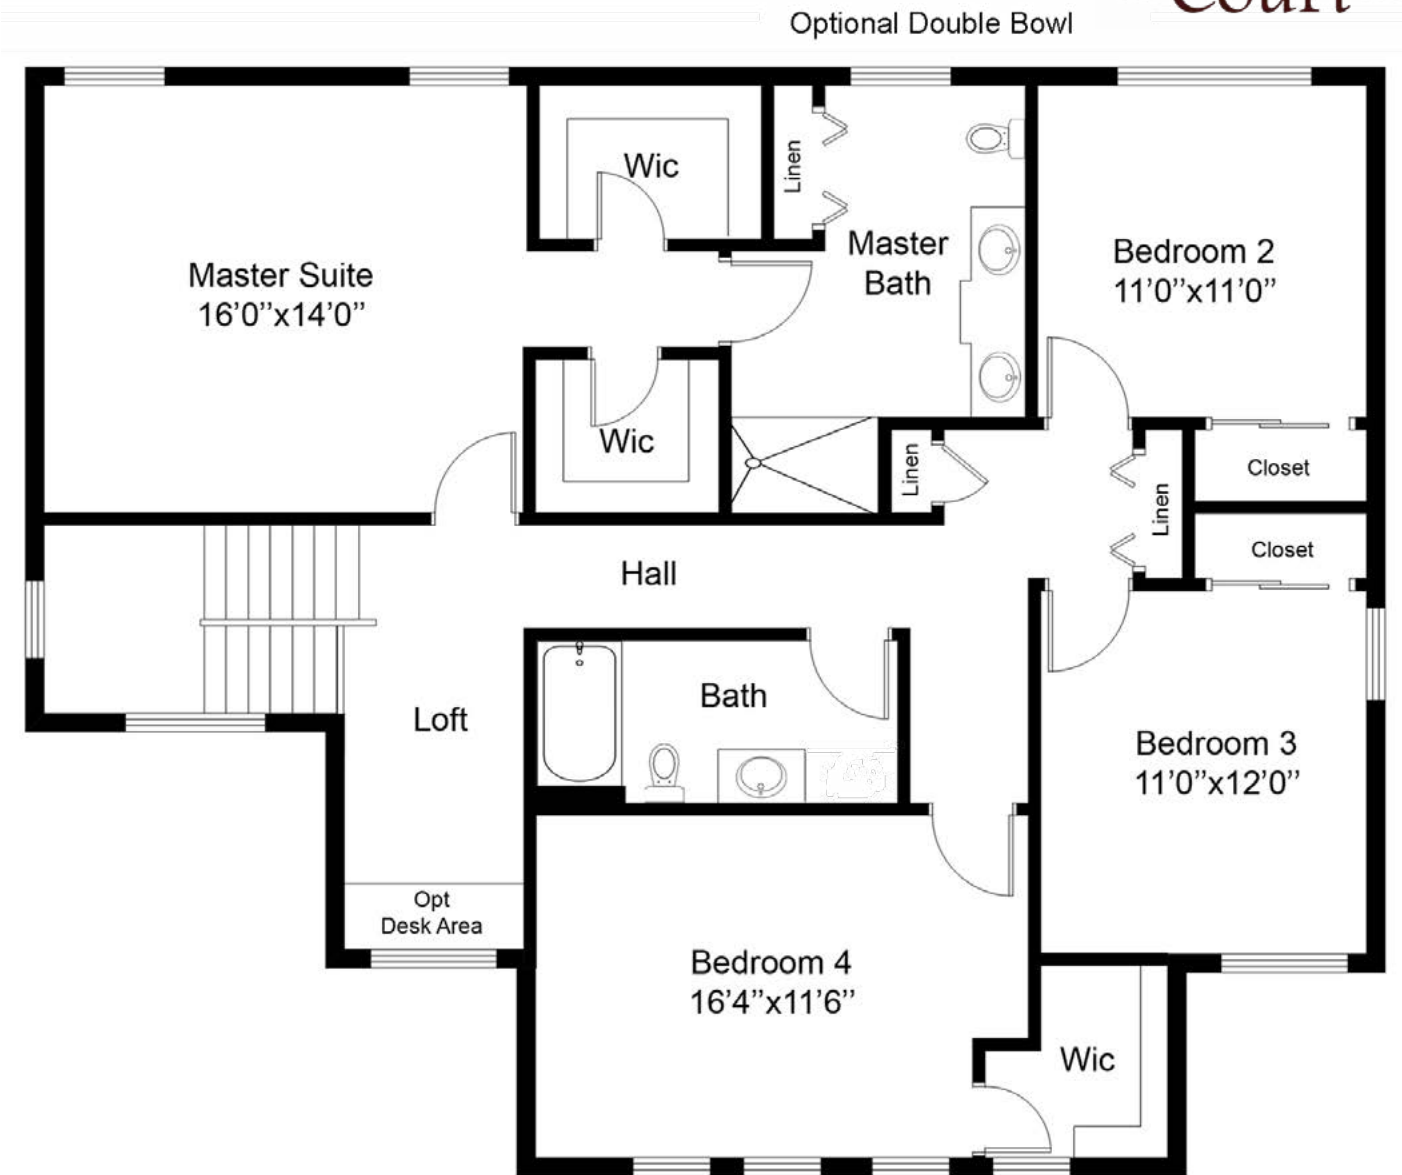 Court
Optional Double Bowl
Wic
Linen
Master Suite
16’0”x14’0”
Master
Bath
Bedroom 2
11’0”x11’0”
Wic
Linen
Linen
Closet
Closet
Hall
Bath
Loft
Bedroom 3
11’0”x12’0”
Opt
Desk Area
Bedroom 4
16’4”x11’6”
Wic